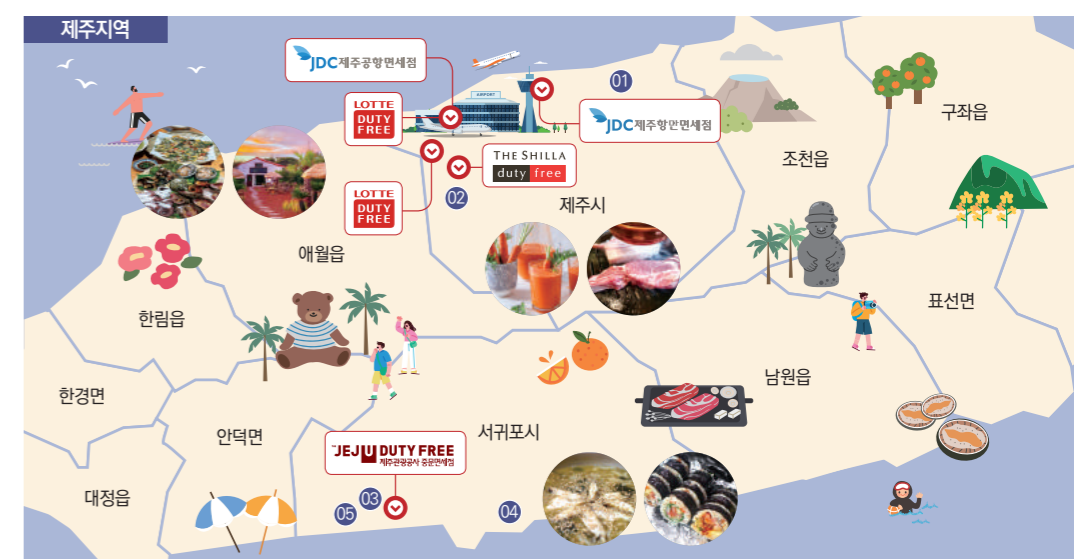 제주지역
JDC제주공항면세점
AIRPORT
01
LOTTE
DUTY
FREE
JDC제주항만면세점
구좌읍
조천읍
THE SHILLA
duty free
02
LOTTE
DUTY
FREE
제주시
애월읍
한림읍
표선면
한경면
남원읍
안덕면
서귀포시
JEJU DUTY FREE
제주관광공사 중문면세점
대정읍
03
05
04